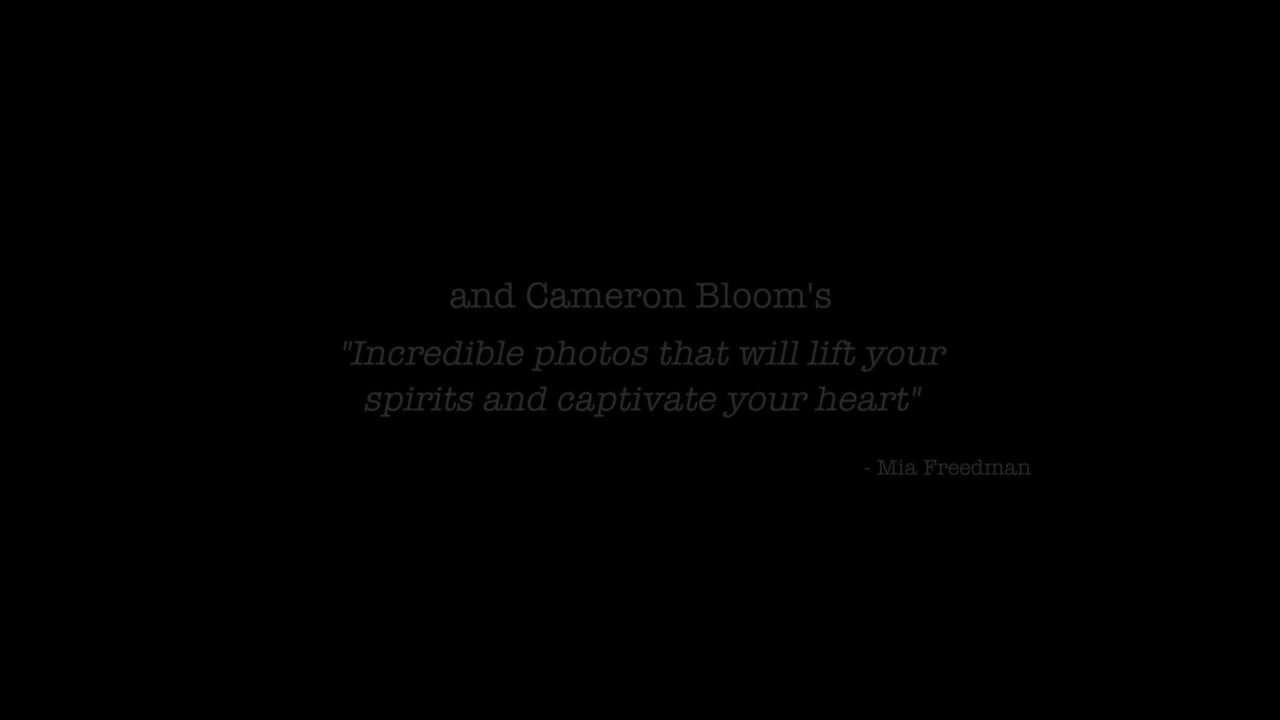 and Cameron Bloom's
"Incredible photos that will lift your
spirits and captivate your heart"
- Mia Freedman